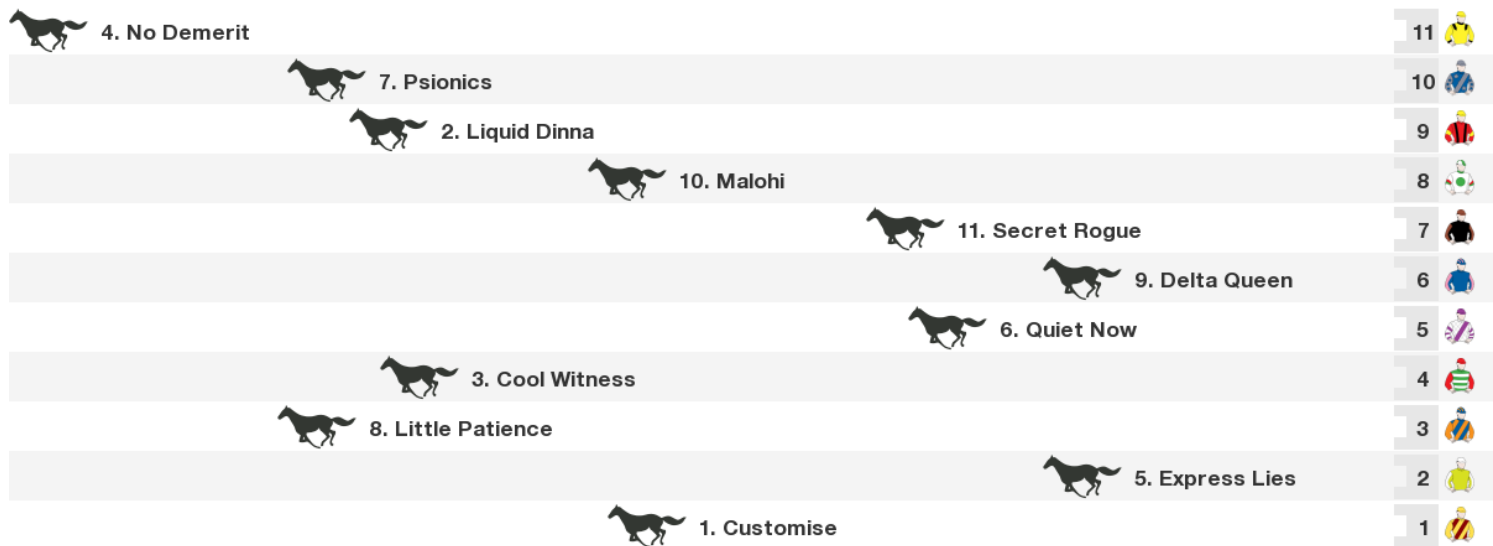 4. No Demerit 11
7. Psionics 10
2. Liquid Dinna 9
10. Malohi 8
11. Secret Rogue 7
9. Delta Queen 6
6. Quiet Now 5
3. Cool Witness 4
8. Little Patience 3
5. Express Lies 2
1. Customise 1